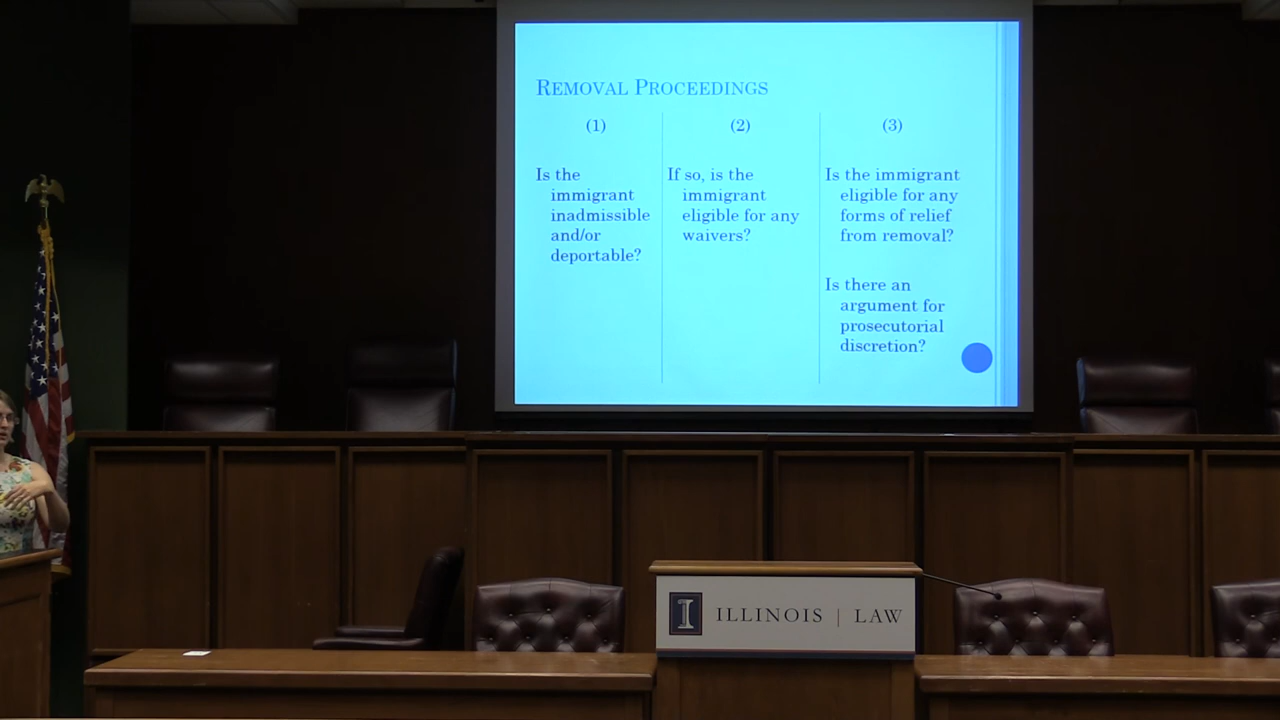 REMOVAL PROCEEDINGS
(1)
Is the
immigrant
inadmissible
and/or
deportable?
(2)
If so, is the
immigrant
eligible for any
waivers?
(3)
Is the immigrant
eligible for any
forms of relief
from removal?
Is there an
argument for
prosecutorial
discretion?
I ILLINOIS | LAW